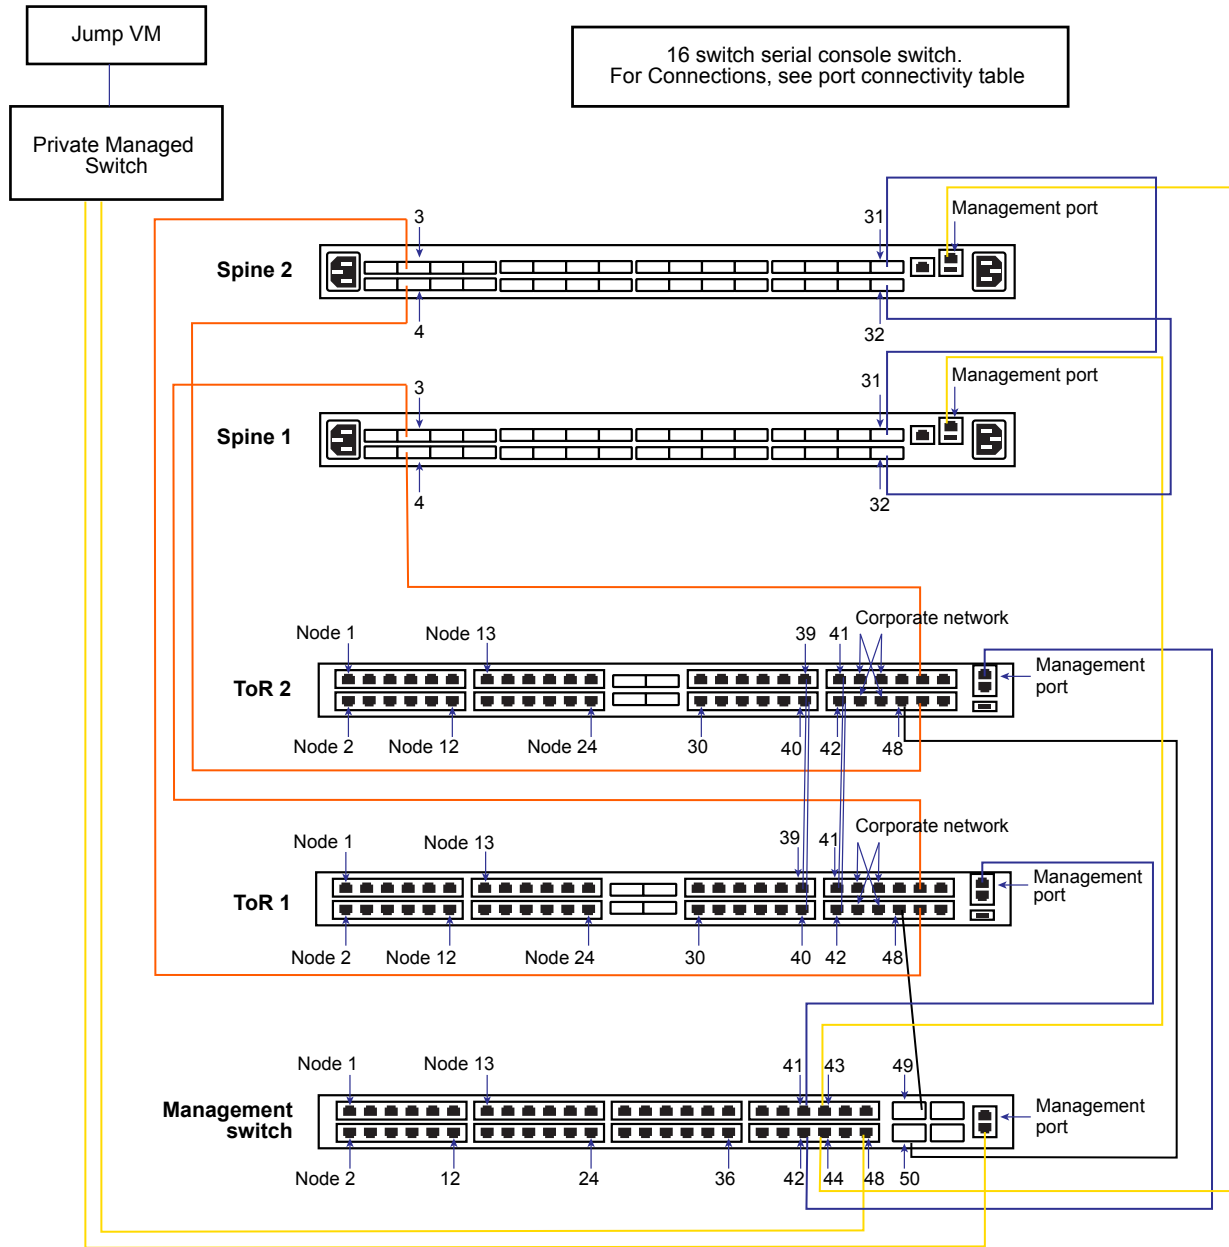 Jump VM
16 switch serial console switch.
For Connections, see port connectivity table
Private Managed
Switch
3
31
Management port
Spine 2
4
32
3
31
Management port
Spine 1
4
32
Node 1
Node 13
39
41
Corporate network
Management
port
ToR 2
Node 2
Node 12
Node 24
30
40
42
48
Node 1
Node 13
39
41
Corporate network
Management
port
ToR 1
Node 2
Node 12
Node 24
30
40
42
48
Node 1
Node 13
41
43
49
Management
port
Management
switch
Node 2
12
24
36
42
44
48
50